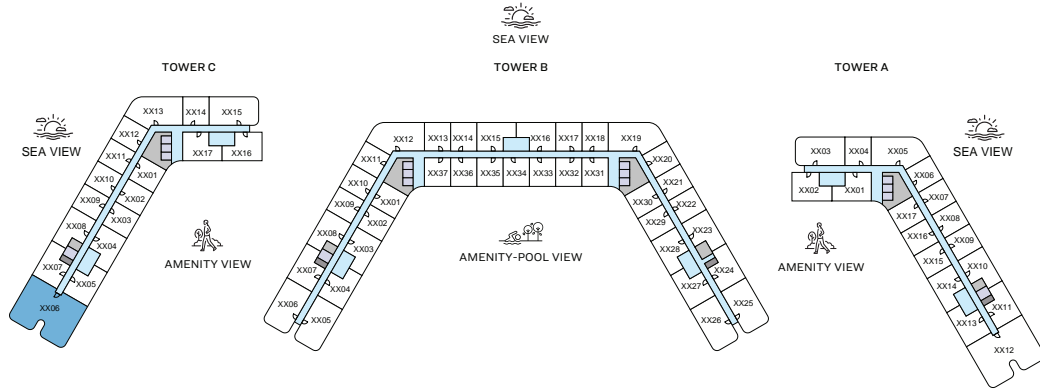 SEA VIEW
TOWER C
TOWER B
TOWER A
SEA VIEW
XX13
XX14
XX15
XX12
XX17
XX16
XX11
XX01
XX10
XX02
XX09
XX03
XX08
XX04
XX07
XX05
XX06
AMENITY VIEW
XX12
XX13
XX14
XX15
XX16
XX17
XX18
XX19
XX11
XX37
XX36
XX35
XX34
XX33
XX32
XX31
XX20
XX10
XX01
XX30
XX21
XX09
XX02
XX29
XX22
XX08
XX03
XX28
XX23
XX07
XX04
XX27
XX24
XX06
XX05
XX26
XX25
AMENITY-POOL VIEW
SEA VIEW
XX03
XX04
XX05
XX02
XX01
XX06
XX17
XX07
XX16
XX08
XX15
XX09
XX14
XX10
XX13
XX11
XX12
AMENITY VIEW